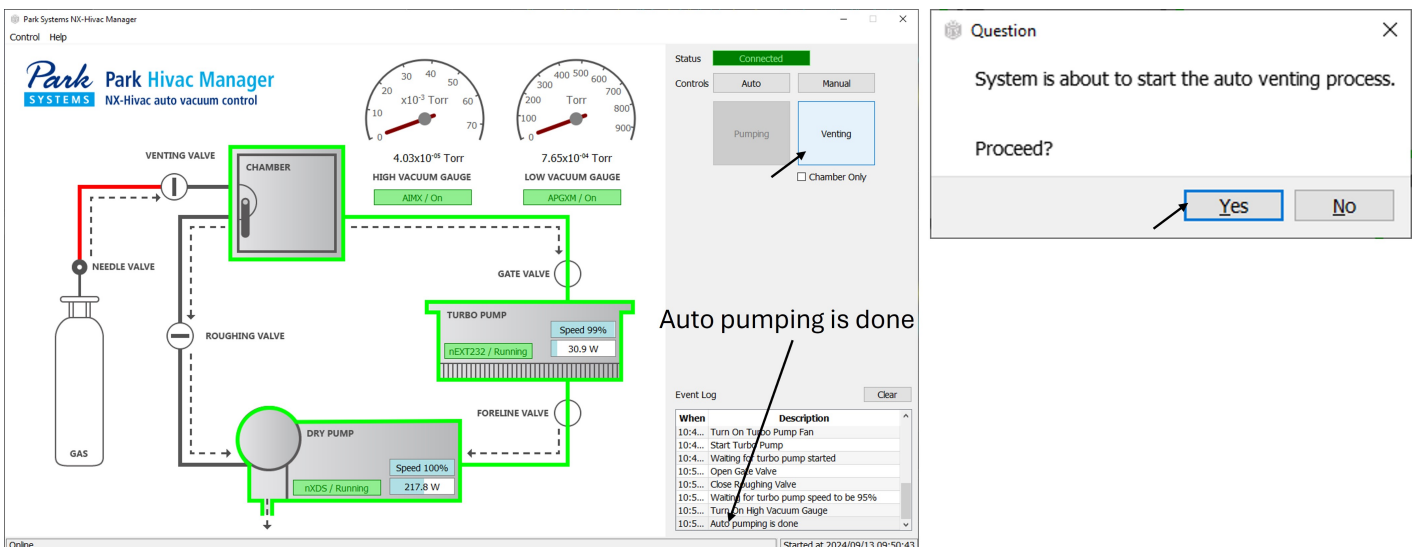 Park Systems NX-Hivac Manager
Control Help
Park SYSTEMS
Park Hivac Manager
NX-Hivac auto vacuum control
0 10 20 30 40 50 60 70
x10⁻³ Torr
4.03x10⁻⁰⁵ Torr
HIGH VACUUM GAUGE
AIMX / On
0 100 200 300 400 500 600 700 800 900
Torr
7.65x10⁻⁰⁴ Torr
LOW VACUUM GAUGE
APGXM / On
VENTING VALVE
CHAMBER
NEEDLE VALVE
GATE VALVE
ROUGHING VALVE
TURBO PUMP
Speed 99%
nEXT232 / Running
30.9 W
FORELINE VALVE
GAS
DRY PUMP
Speed 100%
nXDS / Running
217.8 W
Status Connected
Controls Auto Manual
Pumping Venting
Chamber Only
Auto pumping is done
Event Log Clear
When Description
10:4... Turn On Turbo Pump Fan
10:4... Start Turbo Pump
10:4... Waiting for turbo pump started
10:5... Open Gate Valve
10:5... Close Roughing Valve
10:5... Waiting for turbo pump speed to be 95%
10:5... Turn On High Vacuum Gauge
10:5... Auto pumping is done
Online Started at 2024/09/13 09:50:43
Question
System is about to start the auto venting process.
Proceed?
Yes No